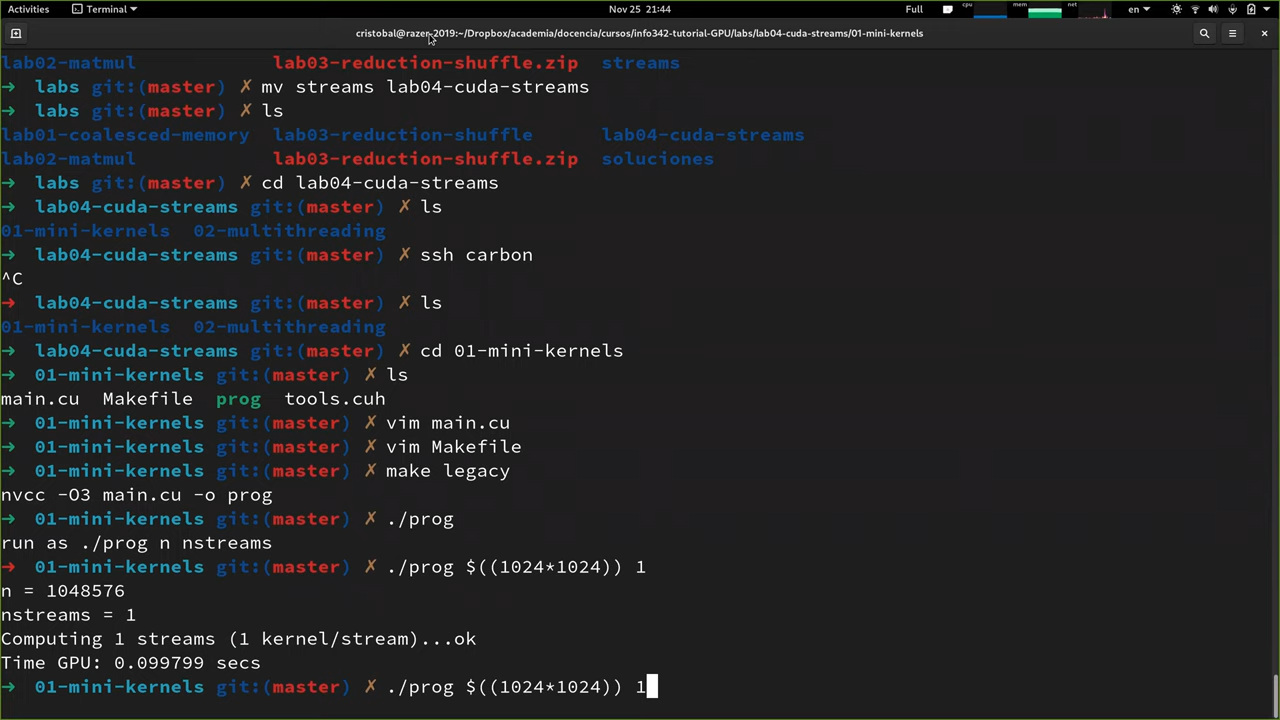 Activities Terminal Nov 25 21:44 Full cpu mem net en
cristobal@razer-2019:~/Dropbox/academia/docencia/cursos/info342-tutorial-GPU/labs/lab04-cuda-streams/01-mini-kernels
lab02-matmul lab03-reduction-shuffle.zip streams
→ labs git:(master) ✗ mv streams lab04-cuda-streams
→ labs git:(master) ✗ ls
lab01-coalesced-memory lab03-reduction-shuffle lab04-cuda-streams
lab02-matmul lab03-reduction-shuffle.zip soluciones
→ labs git:(master) ✗ cd lab04-cuda-streams
→ lab04-cuda-streams git:(master) ✗ ls
01-mini-kernels 02-multithreading
→ lab04-cuda-streams git:(master) ✗ ssh carbon
^C
→ lab04-cuda-streams git:(master) ✗ ls
01-mini-kernels 02-multithreading
→ lab04-cuda-streams git:(master) ✗ cd 01-mini-kernels
→ 01-mini-kernels git:(master) ✗ ls
main.cu Makefile prog tools.cuh
→ 01-mini-kernels git:(master) ✗ vim main.cu
→ 01-mini-kernels git:(master) ✗ vim Makefile
→ 01-mini-kernels git:(master) ✗ make legacy
nvcc -O3 main.cu -o prog
→ 01-mini-kernels git:(master) ✗ ./prog
run as ./prog n nstreams
→ 01-mini-kernels git:(master) ✗ ./prog $((1024*1024)) 1
n = 1048576
nstreams = 1
Computing 1 streams (1 kernel/stream)...ok
Time GPU: 0.099799 secs
→ 01-mini-kernels git:(master) ✗ ./prog $((1024*1024)) 1